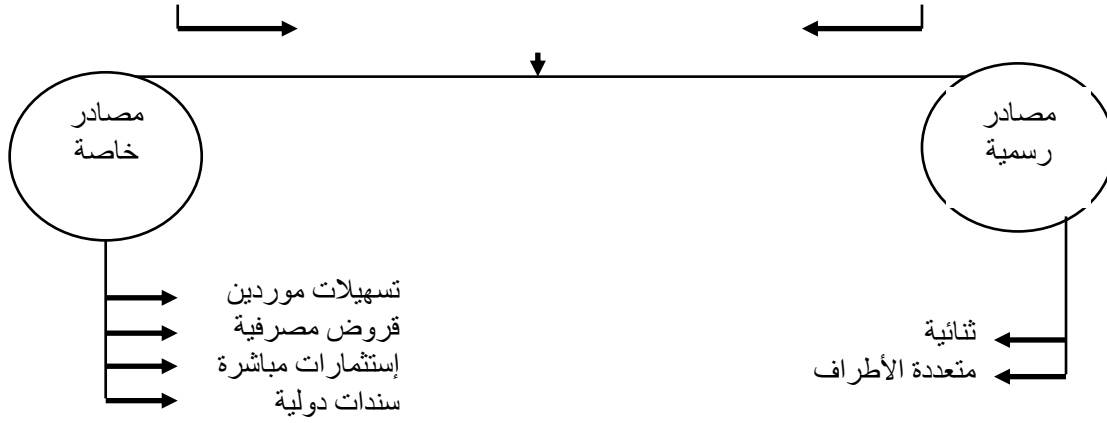 مصادر
رسمية
مصادر
خاصة
ثنائية
متعددة الأطراف
تسهيلات موردين
قروض مصرفية
إستثمارات مباشرة
سندات دولية